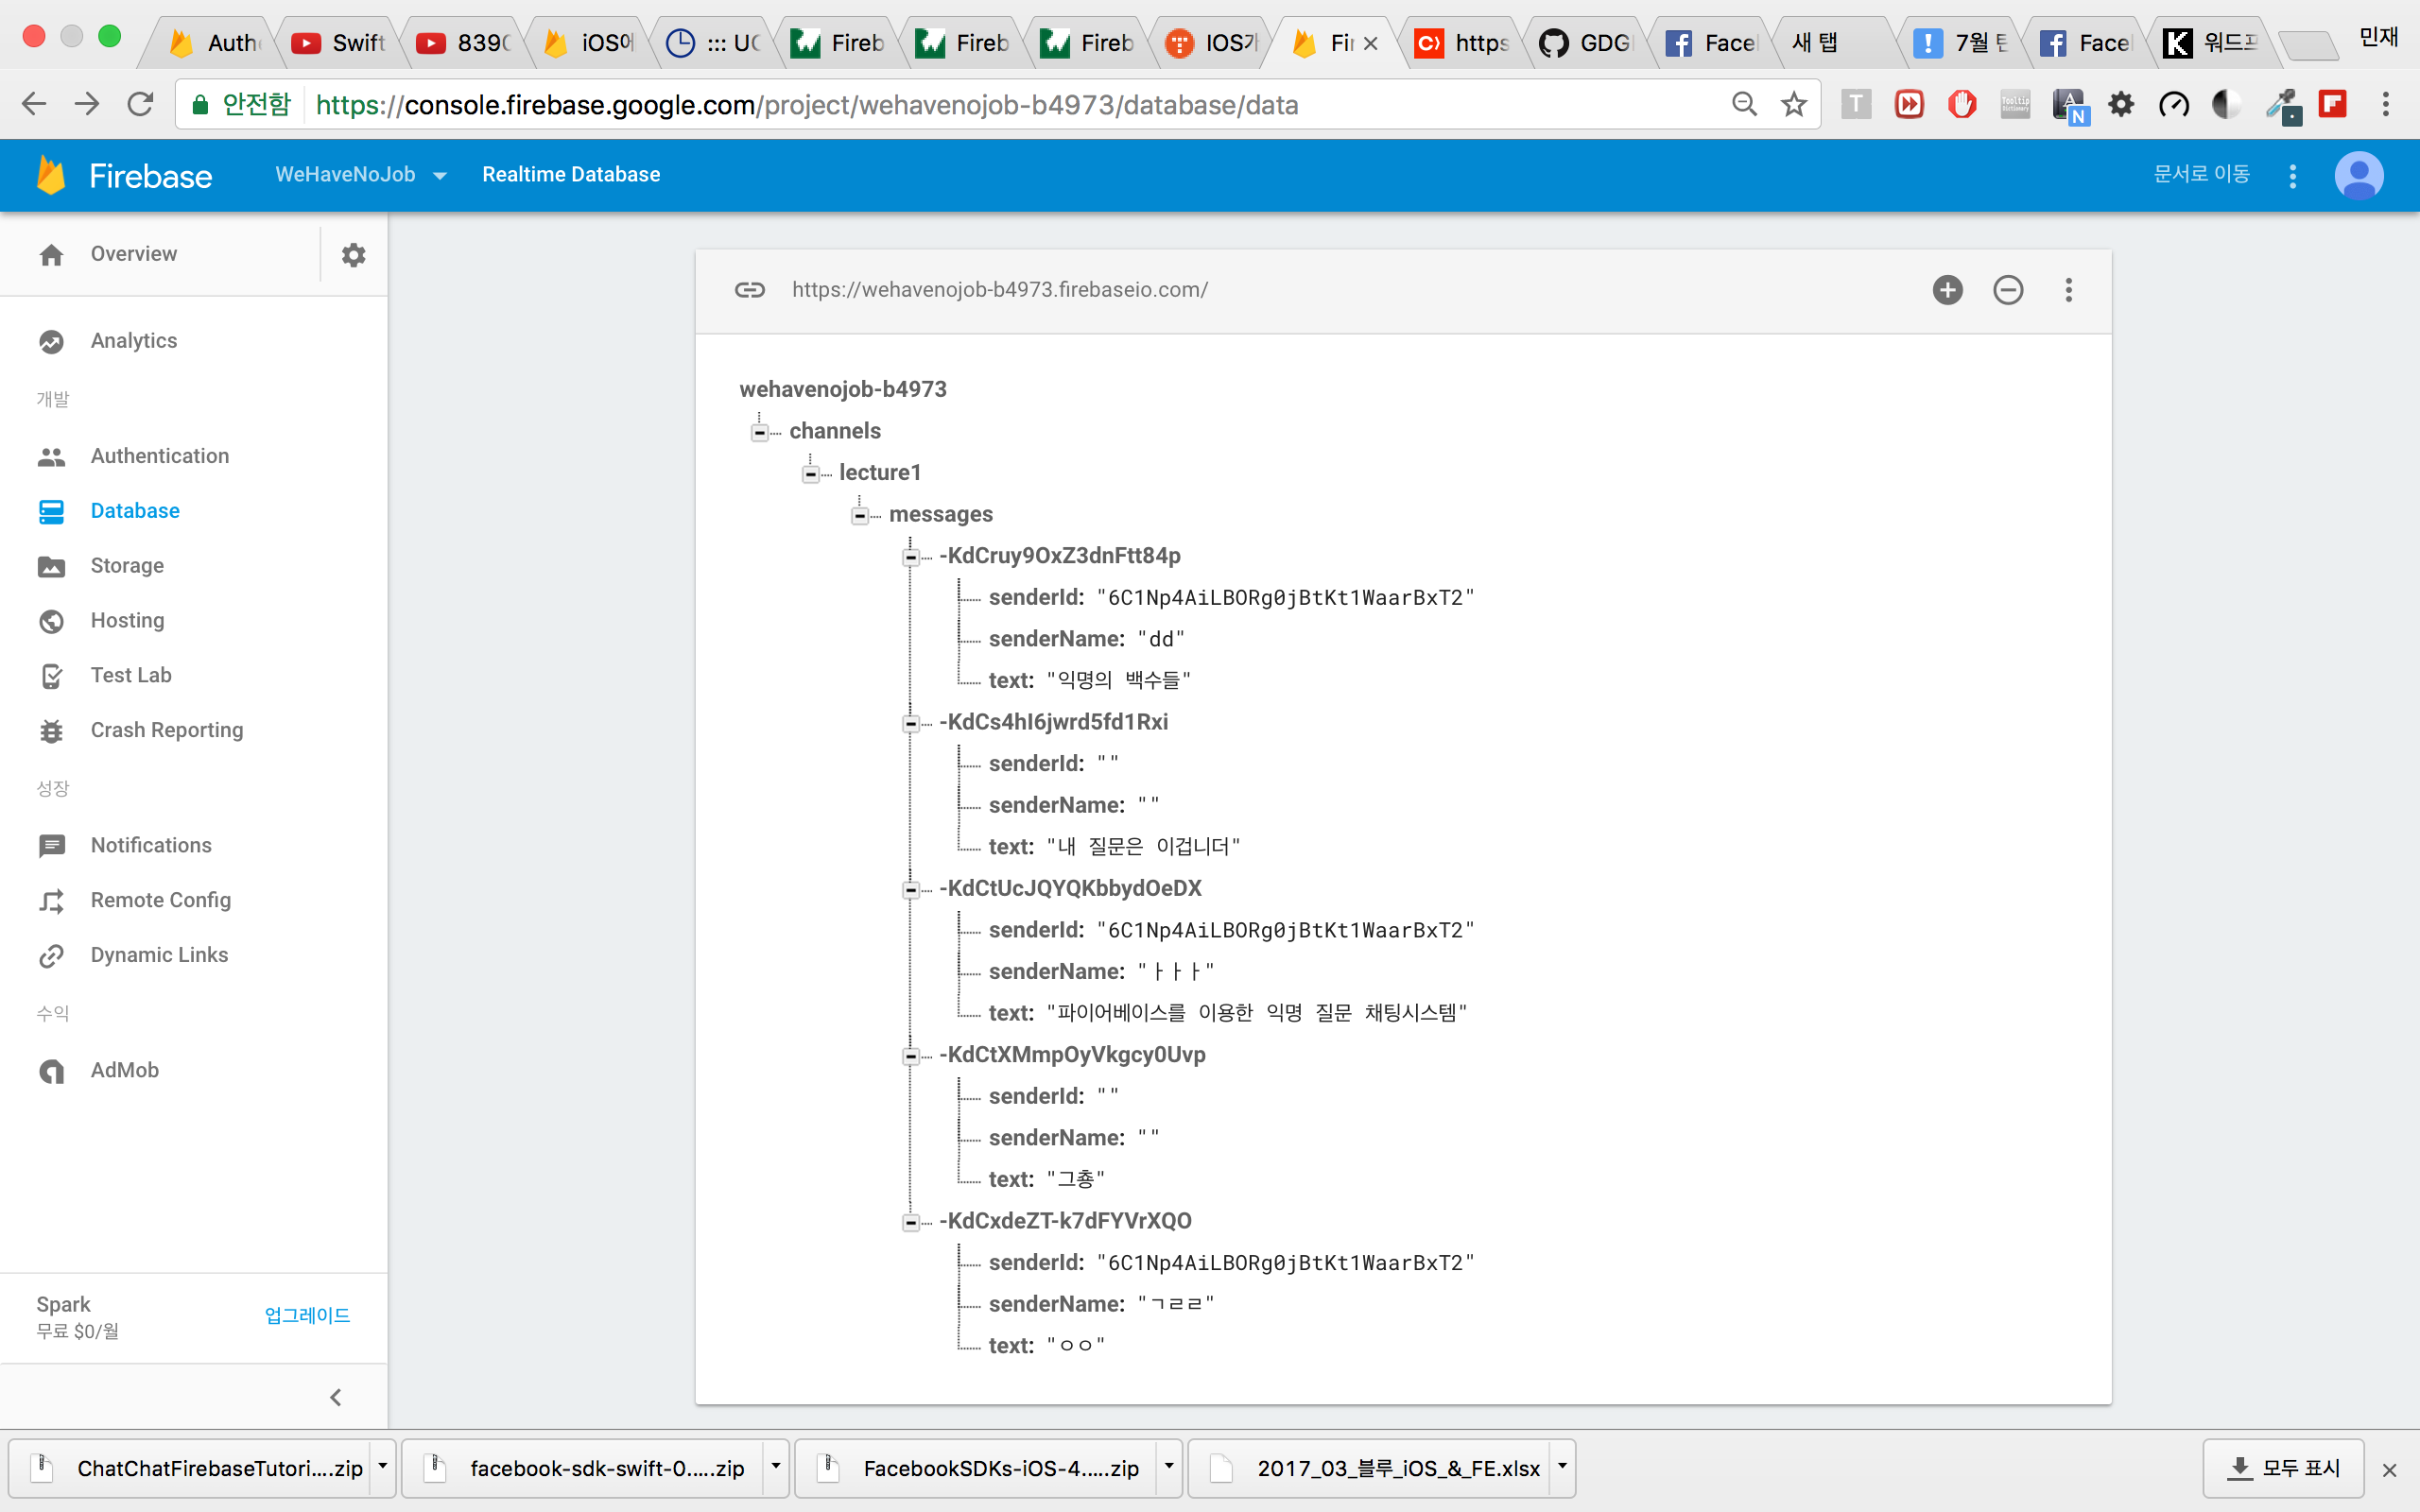 Auth
Swift
8390
iOS에
::: UC
Fireb
Fireb
Fireb
IOS개
Fir
https
GDG
Facel
새 탭
7월 턴
Facel
워드프
민재
안전함
https://console.firebase.google.com/project/wehavenojob-b4973/database/data
Firebase
WeHaveNoJob
Realtime Database
문서로 이동
Overview
Analytics
개발
Authentication
Database
Storage
Hosting
Test Lab
Crash Reporting
성장
Notifications
Remote Config
Dynamic Links
수익
AdMob
Spark
무료 $0/월
업그레이드
https://wehavenojob-b4973.firebaseio.com/
wehavenojob-b4973
channels
lecture1
messages
-KdCruy9OxZ3dnFtt84p
senderId: "6C1Np4AiLBORg0jBtKt1WaarBxT2"
senderName: "dd"
text: "익명의 백수들"
-KdCs4hI6jwrd5fd1Rxi
senderId: ""
senderName: ""
text: "내 질문은 이겁니더"
-KdCtUcJQYQKbbydOeDX
senderId: "6C1Np4AiLBORg0jBtKt1WaarBxT2"
senderName: "ㅏㅏㅏ"
text: "파이어베이스를 이용한 익명 질문 채팅시스템"
-KdCtXMmpOyVkgcy0Uvp
senderId: ""
senderName: ""
text: "그춍"
-KdCxdeZT-k7dFYVrXQO
senderId: "6C1Np4AiLBORg0jBtKt1WaarBxT2"
senderName: "ㄱㄹㄹ"
text: "ㅇㅇ"
ChatChatFirebaseTutori....zip
facebook-sdk-swift-0.....zip
FacebookSDKs-iOS-4.....zip
2017_03_블루_iOS_&_FE.xlsx
모두 표시